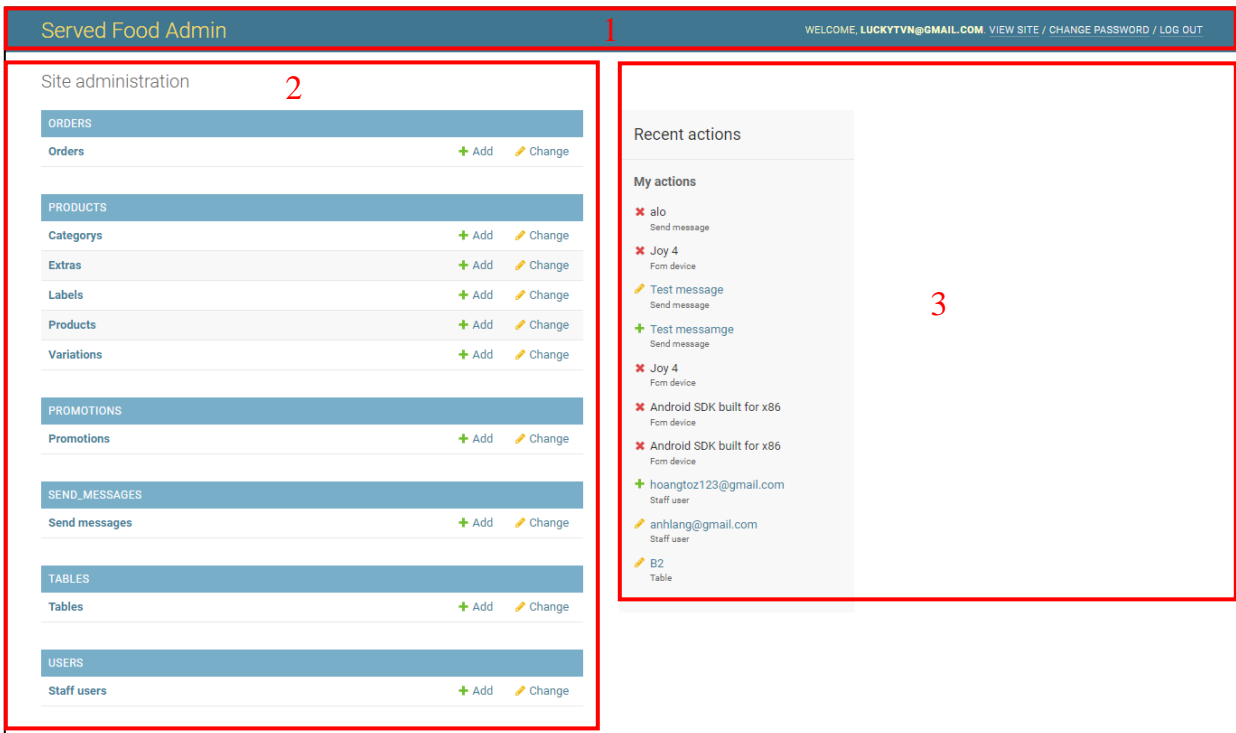 Served Food Admin
1
WELCOME, LUCKYTVN@GMAIL.COM. VIEW SITE / CHANGE PASSWORD / LOG OUT
Site administration
2
ORDERS
Orders Add Change
PRODUCTS
Categorys Add Change
Extras Add Change
Labels Add Change
Products Add Change
Variations Add Change
PROMOTIONS
Promotions Add Change
SEND_MESSAGES
Send messages Add Change
TABLES
Tables Add Change
USERS
Staff users Add Change
Recent actions
My actions
alo
Send message
Joy 4
Fcm device
Test message
Send message
Test messamge
Send message
Joy 4
Fcm device
Android SDK built for x86
Fcm device
Android SDK built for x86
Fcm device
hoangtoz123@gmail.com
Staff user
anhlang@gmail.com
Staff user
B2
Table
3